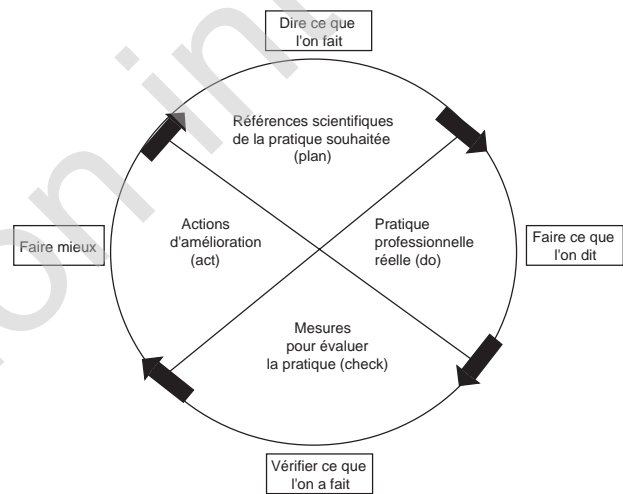 Dire ce que
l'on fait
Références scientifiques
de la pratique souhaitée
(plan)
Faire mieux
Actions
d'amélioration
(act)
Pratique
professionnelle
réelle (do)
Faire ce que
l'on dit
Mesures
pour évaluer
la pratique (check)
Vérifier ce que
l'on a fait